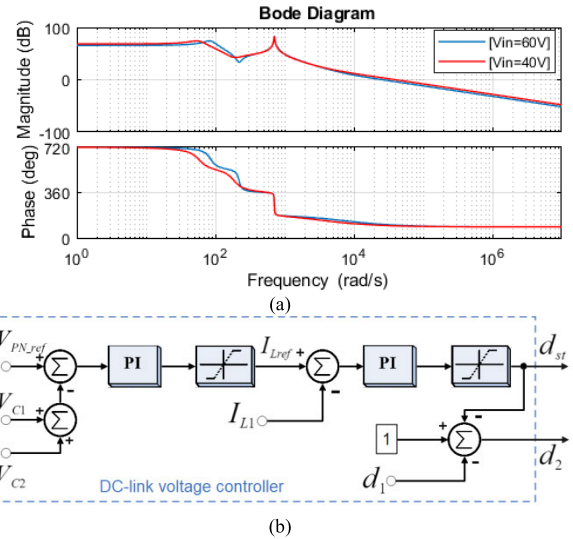 Bode Diagram
Magnitude (dB)
100
0
-100
[Vin=60V]
[Vin=40V]
Phase (deg)
720
360
0
10^0
10^2
10^4
10^6
Frequency (rad/s)
(a)
V_PN_ref
+
Σ
-
PI
I_Lref
+
Σ
-
PI
d_st
V_C1
+
Σ
+
I_L1
V_C2
1
+
-
Σ
-
d_2
d_1
DC-link voltage controller
(b)